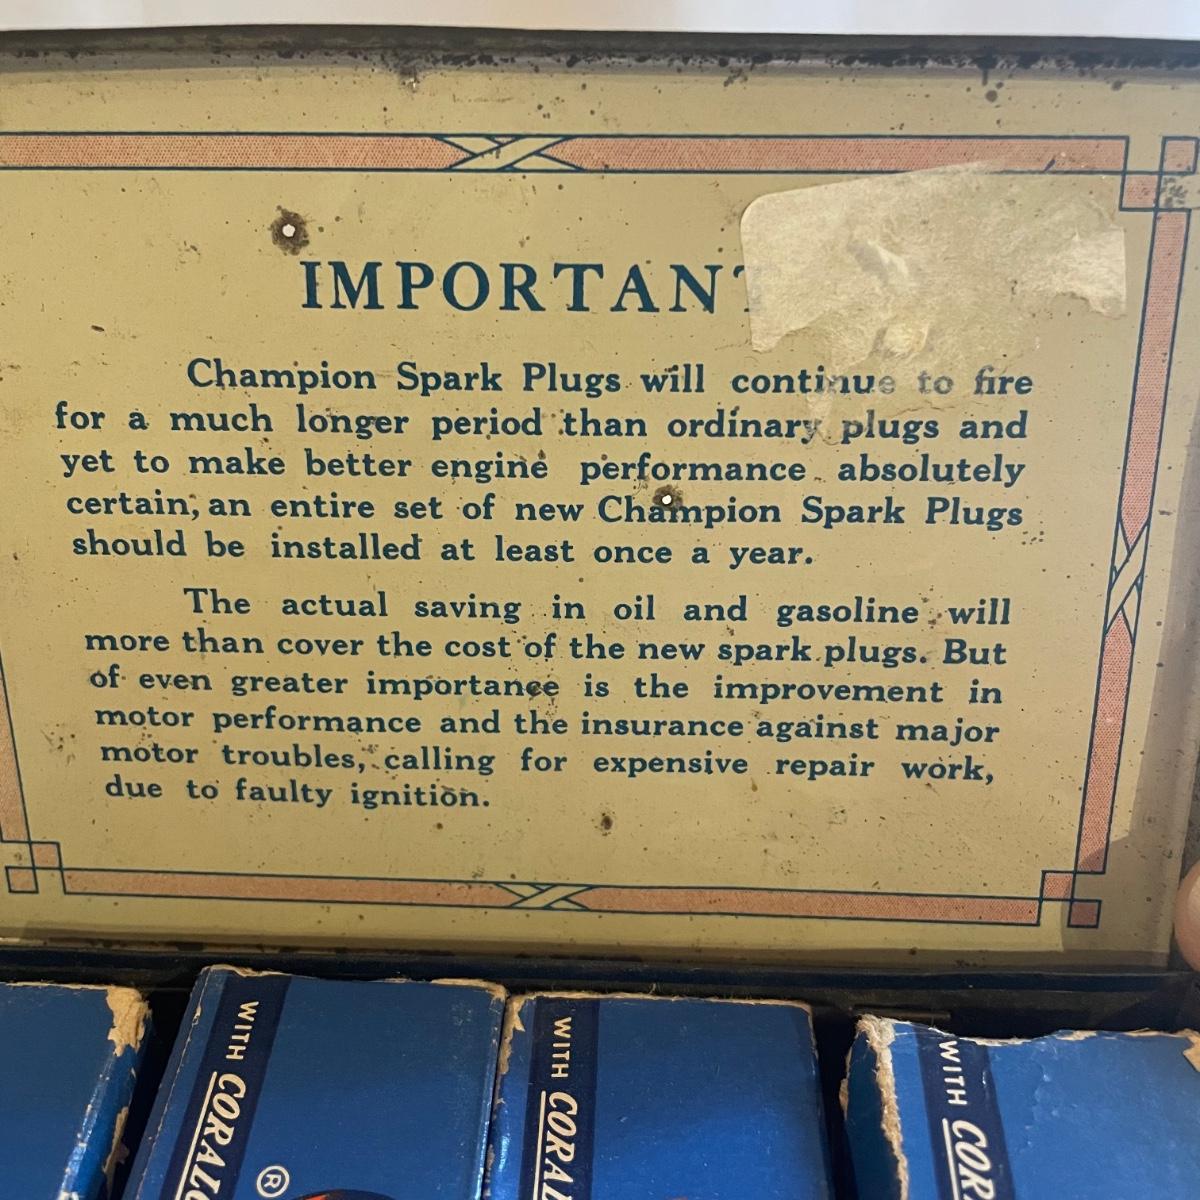 IMPORTANT
Champion Spark Plugs will continue to fire
for a much longer period than ordinary plugs and
yet to make better engine performance absolutely
certain, an entire set of new Champion Spark Plugs
should be installed at least once a year.
The actual saving in oil and gasoline will
more than cover the cost of the new spark plugs. But
of even greater importance is the improvement in
motor performance and the insurance against major
motor troubles, calling for expensive repair work,
due to faulty ignition.
WITH
®
WITH
WITH